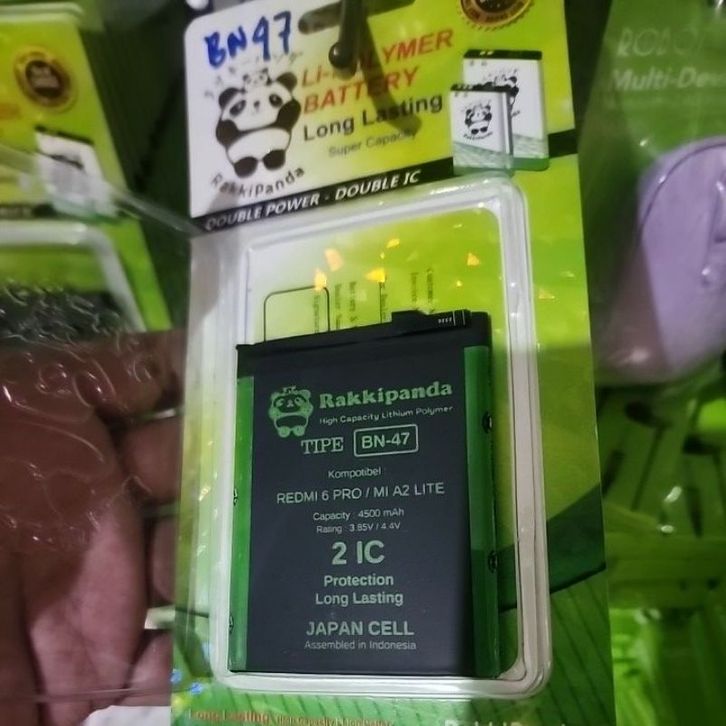 BN47
Li-POLYMER
BATTERY
Long Lasting
Super Capacity
RakkiPanda
DOUBLE POWER - DOUBLE IC
Multi-De
Rakkipanda
High Capacity Lithium Polymer
TIPE BN-47
Kompatibel :
REDMI 6 PRO / MI A2 LITE
Capacity : 4500 mAh
Rating : 3.85V / 4.4V
2 IC
Protection
Long Lasting
JAPAN CELL
Assembled in Indonesia
Long Lasting